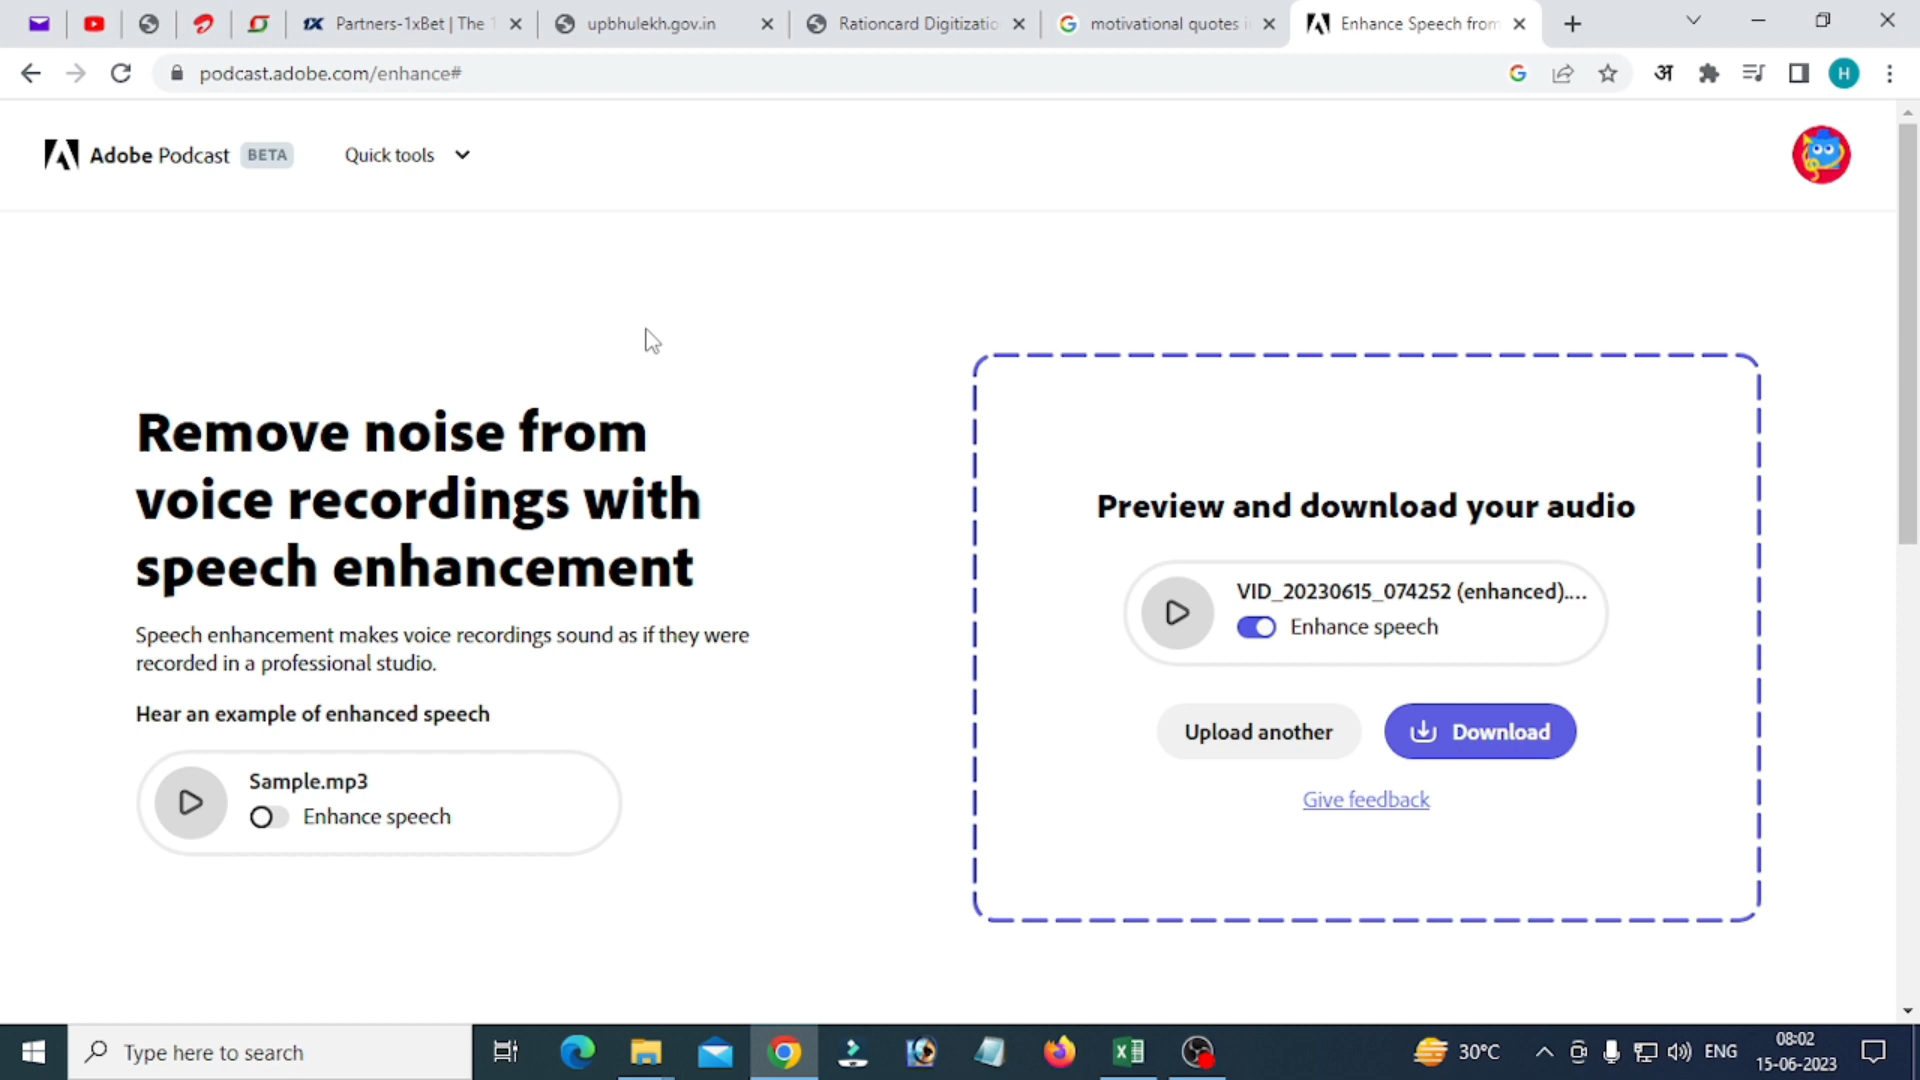 Partners-1xBet | The 1
upbhulekh.gov.in
Rationcard Digitizatio
motivational quotes i
Enhance Speech from
podcast.adobe.com/enhance#
अ
H
Adobe Podcast BETA
Quick tools
Remove noise from
voice recordings with
speech enhancement
Speech enhancement makes voice recordings sound as if they were
recorded in a professional studio.
Hear an example of enhanced speech
Sample.mp3
Enhance speech
Preview and download your audio
VID_20230615_074252 (enhanced)....
Enhance speech
Upload another
Download
Give feedback
Type here to search
30°C
ENG
08:02
15-06-2023